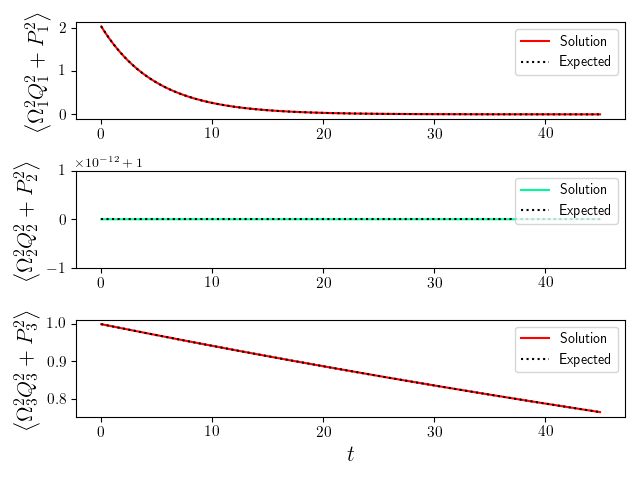 ⟨Ω₁²Q₁² + P₁²⟩
2
1
0
Solution
Expected
0 10 20 30 40
×10⁻¹²+1
⟨Ω₂²Q₂² + P₂²⟩
1
0
−1
Solution
Expected
0 10 20 30 40
⟨Ω₃²Q₃² + P₃²⟩
1.0
0.9
0.8
Solution
Expected
0 10 20 30 40
t